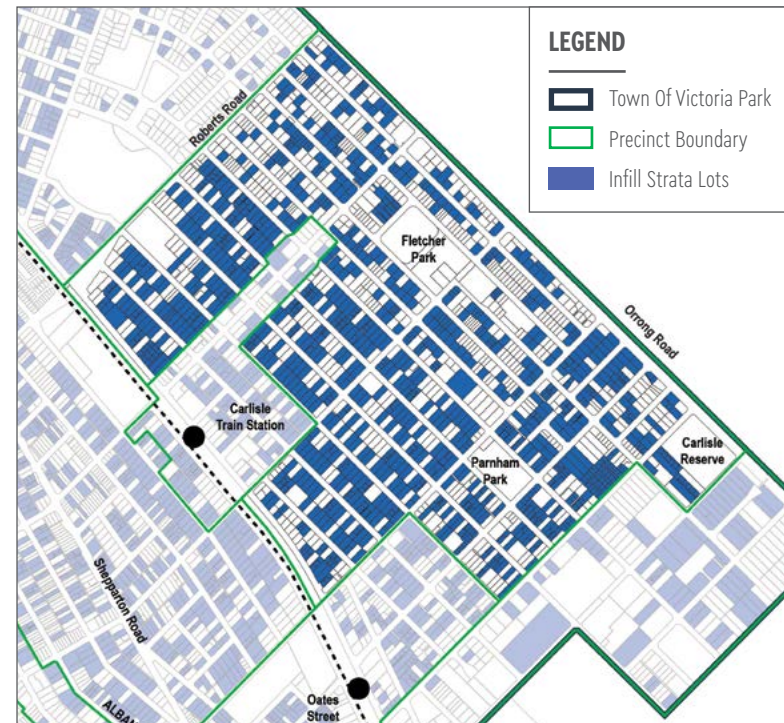 LEGEND
Town Of Victoria Park
Precinct Boundary
Infill Strata Lots
Roberts Road
Fletcher
Park
Orrong Road
Carlisle
Train Station
Carlisle
Reserve
Parnham
Park
Shepparton Road
ALBAN
Oates
Street